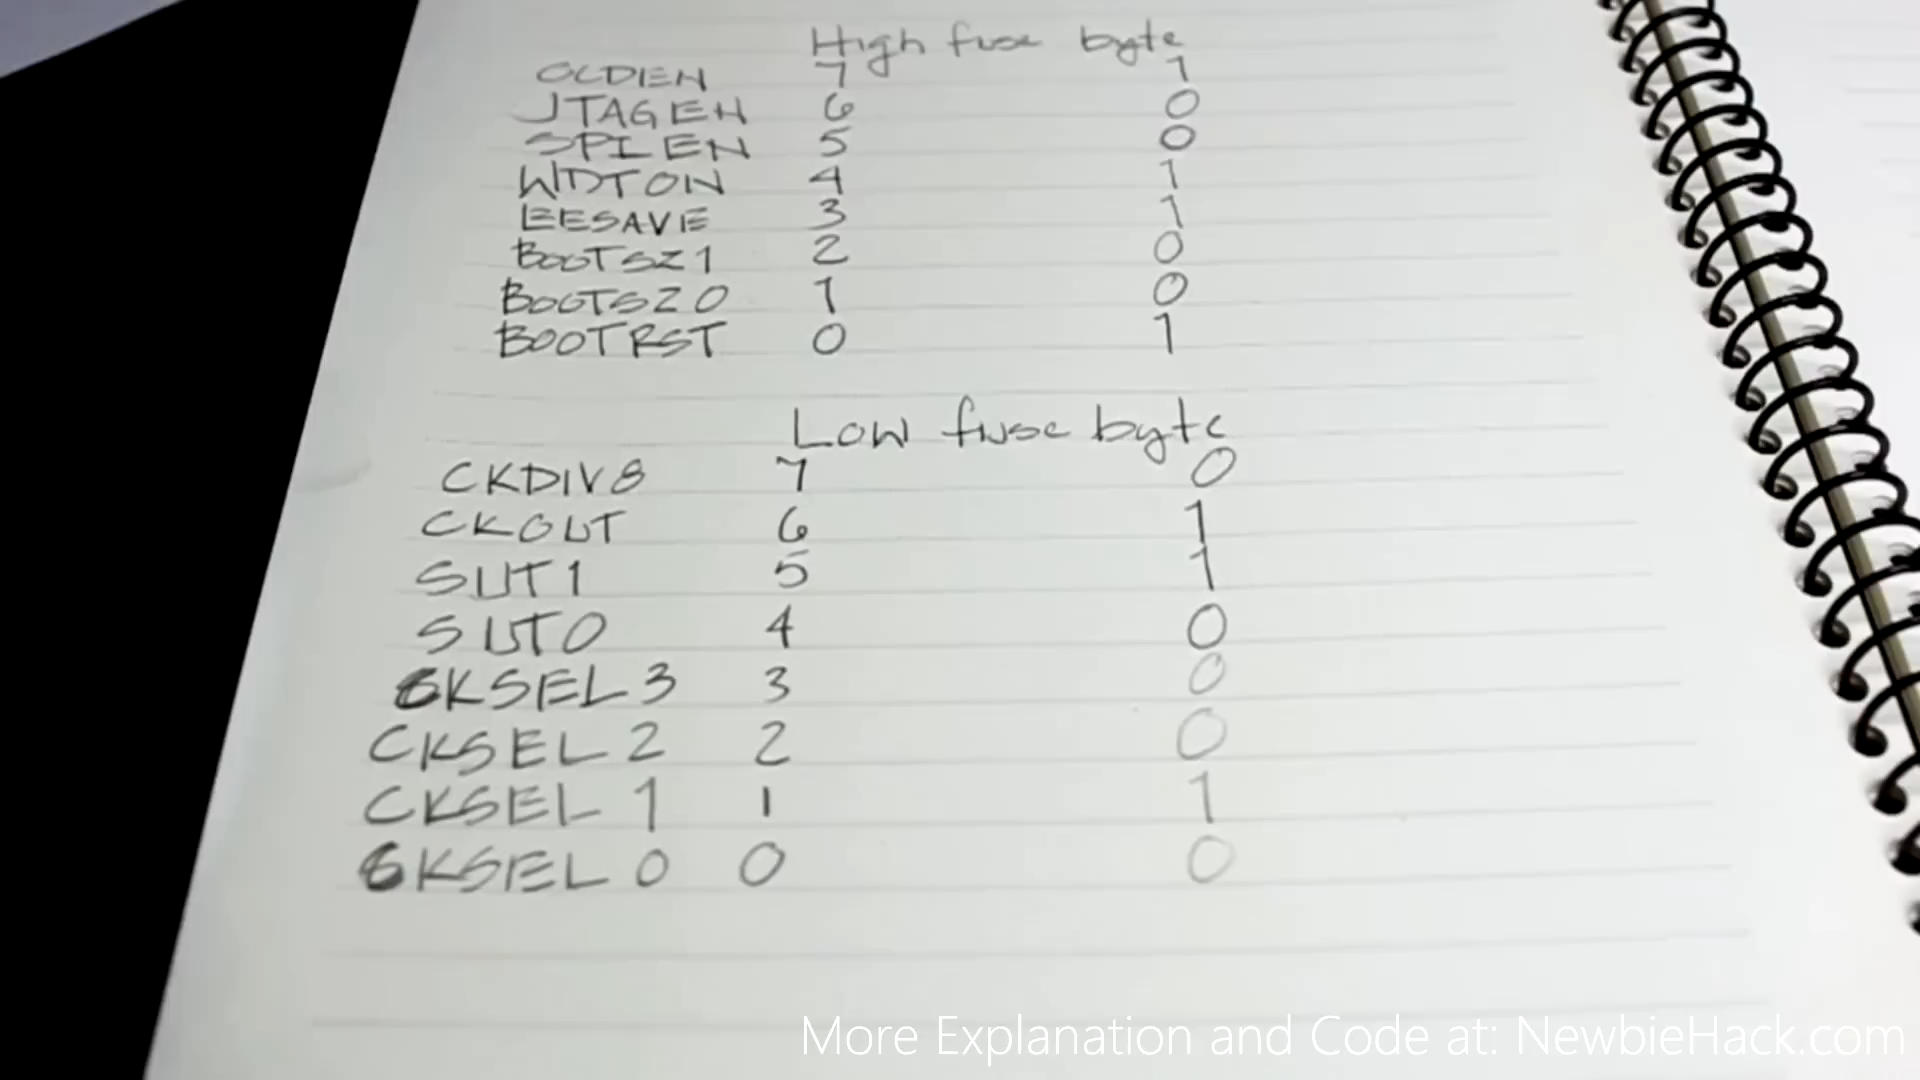 High fuse byte
OCDIEN 7 1
JTAGEN 6 0
SPIEN 5 0
WDTON 4 1
EESAVE 3 1
BOOTSZ1 2 0
BOOTSZ0 1 0
BOOTRST 0 1
Low fuse byte
CKDIV8 7 0
CKOUT 6 1
SUT1 5 1
SUT0 4 0
CKSEL3 3 0
CKSEL2 2 0
CKSEL1 1 1
CKSEL0 0 0
More Explanation and Code at: NewbieHack.com